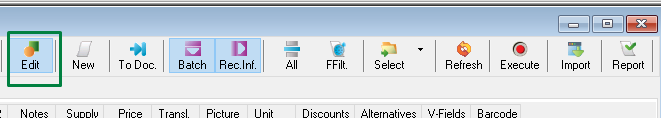 Edit New To Doc. Batch Rec.Inf. All FFilt. Select Refresh Execute Import Report
Notes Supply Price Transl. Picture Unit Discounts Alternatives V-Fields Barcode